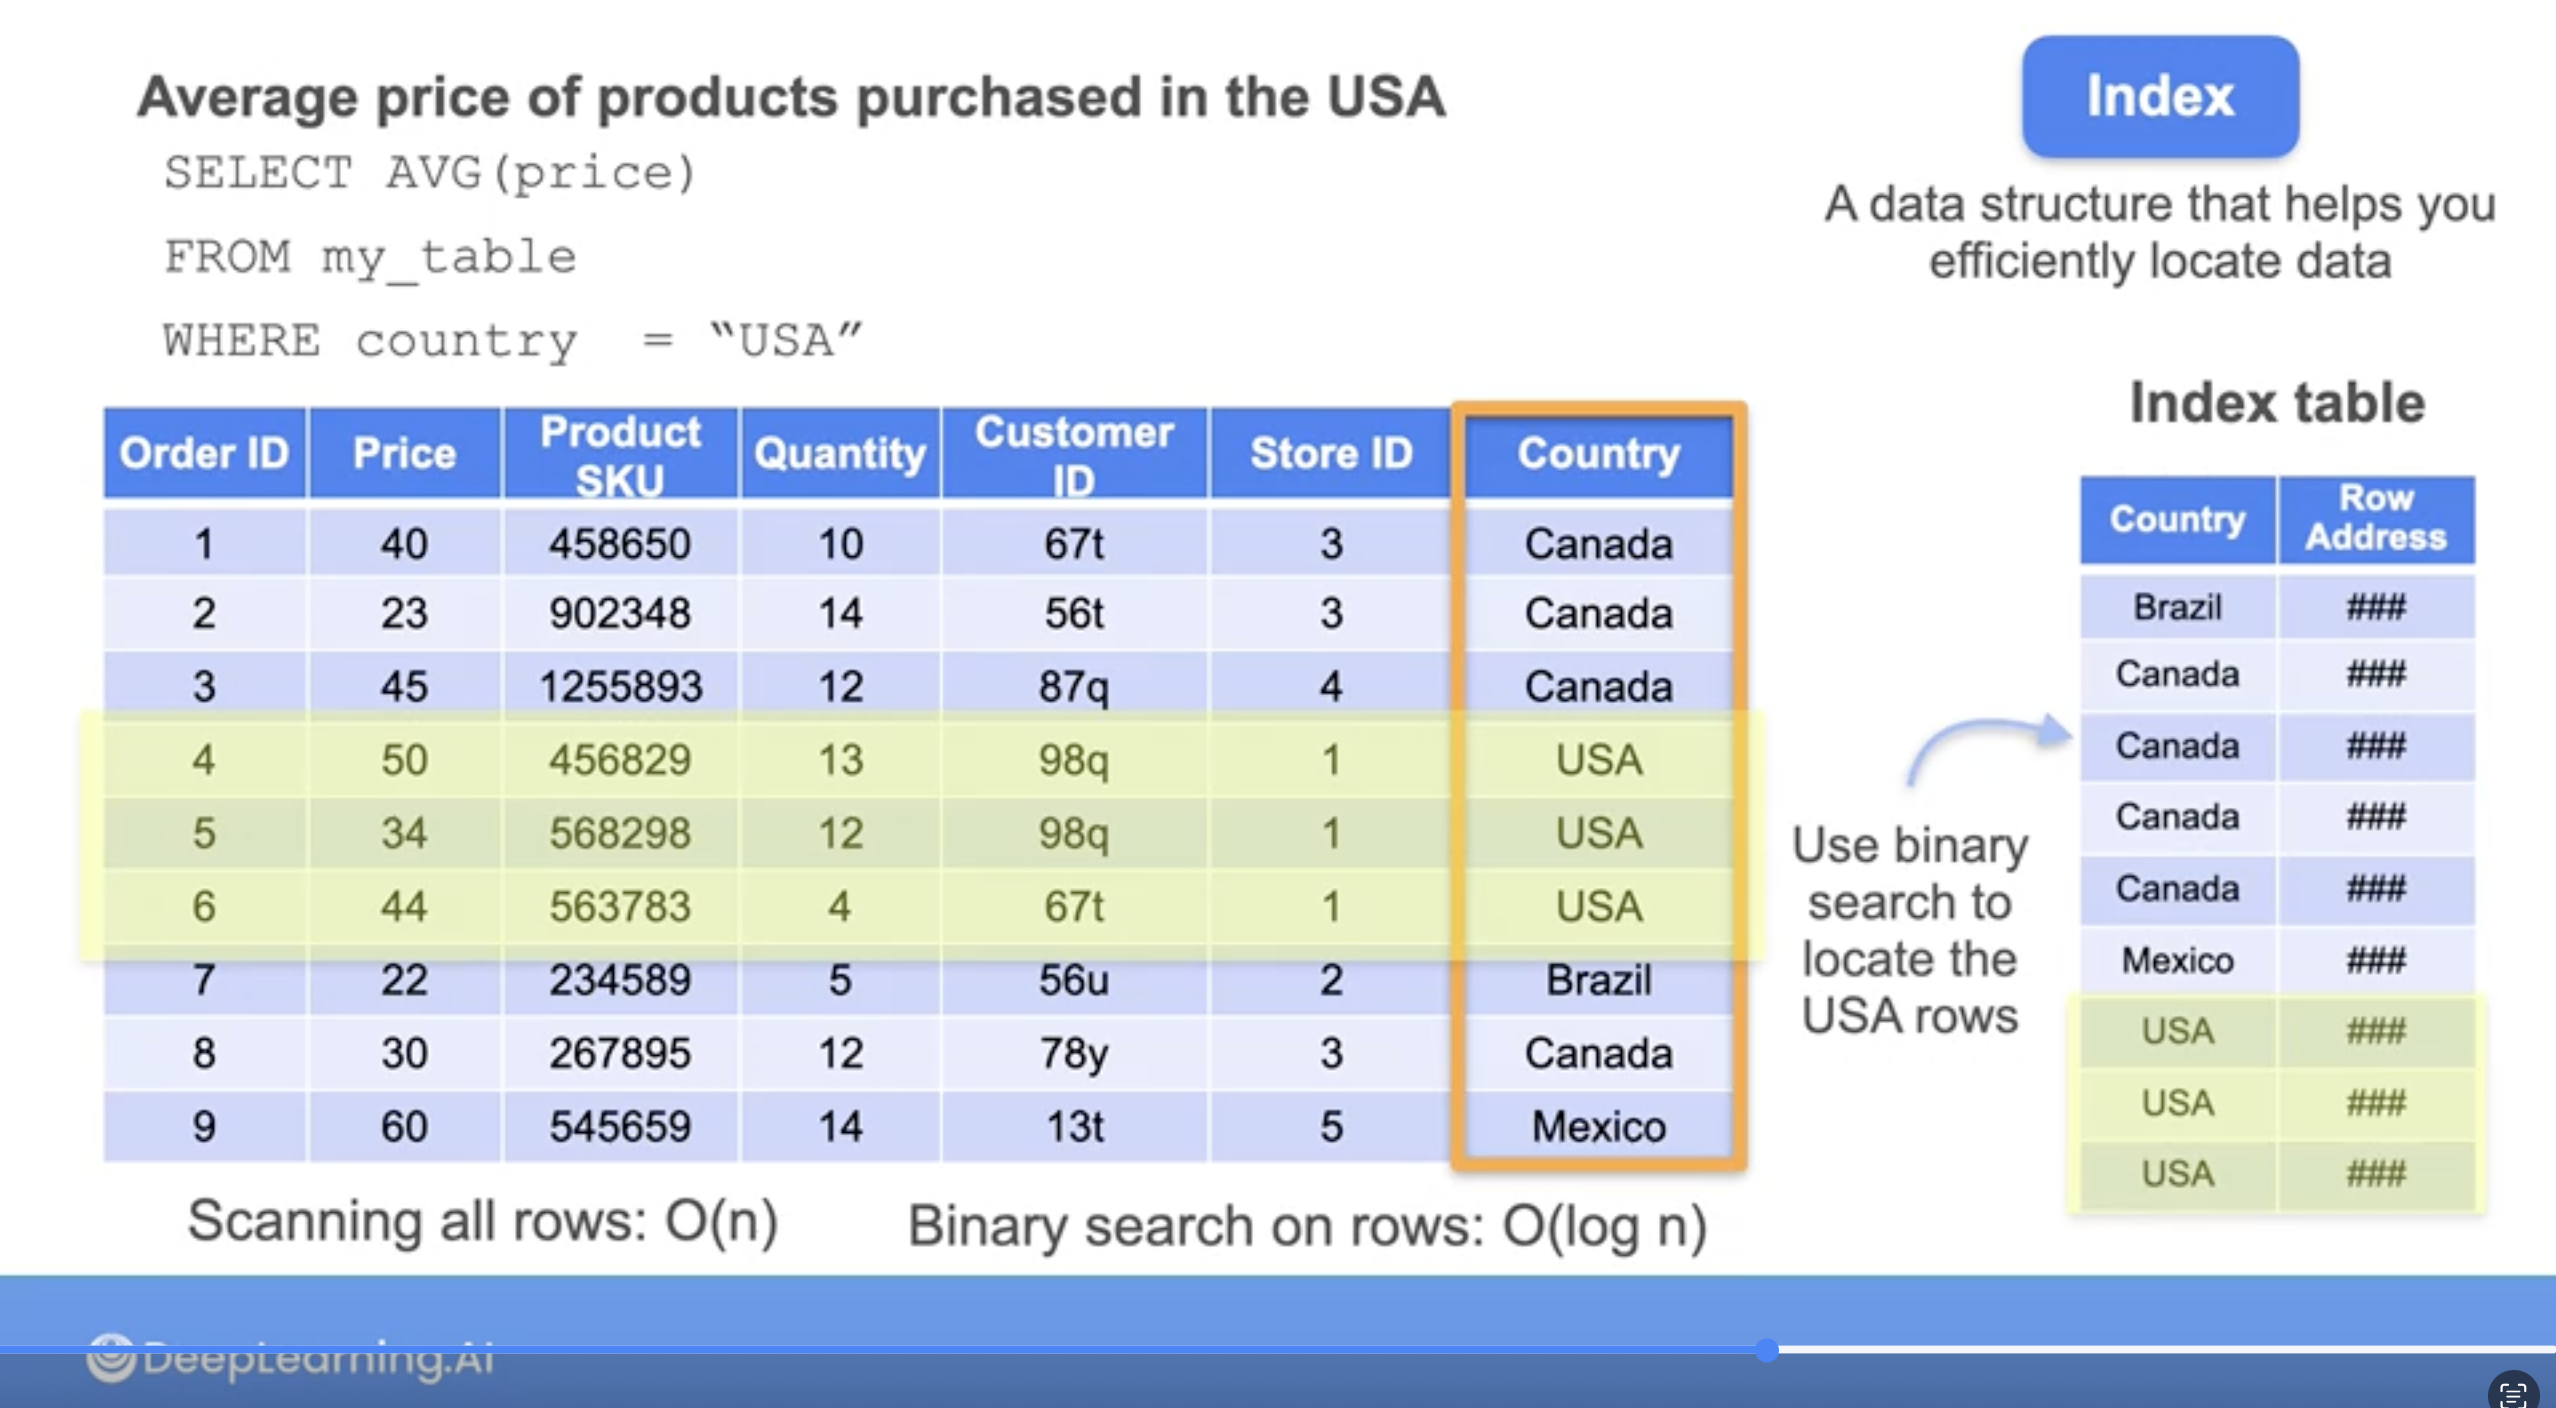 Average price of products purchased in the USA
SELECT AVG(price)
FROM my_table
WHERE country = “USA”
Index
A data structure that helps you
efficiently locate data
Order ID Price Product SKU Quantity Customer ID Store ID Country
1 40 458650 10 67t 3 Canada
2 23 902348 14 56t 3 Canada
3 45 1255893 12 87q 4 Canada
4 50 456829 13 98q 1 USA
5 34 568298 12 98q 1 USA
6 44 563783 4 67t 1 USA
7 22 234589 5 56u 2 Brazil
8 30 267895 12 78y 3 Canada
9 60 545659 14 13t 5 Mexico
Scanning all rows: O(n)
Binary search on rows: O(log n)
Use binary
search to
locate the
USA rows
Index table
Country Row Address
Brazil ###
Canada ###
Canada ###
Canada ###
Canada ###
Mexico ###
USA ###
USA ###
USA ###
DeepLearning.AI